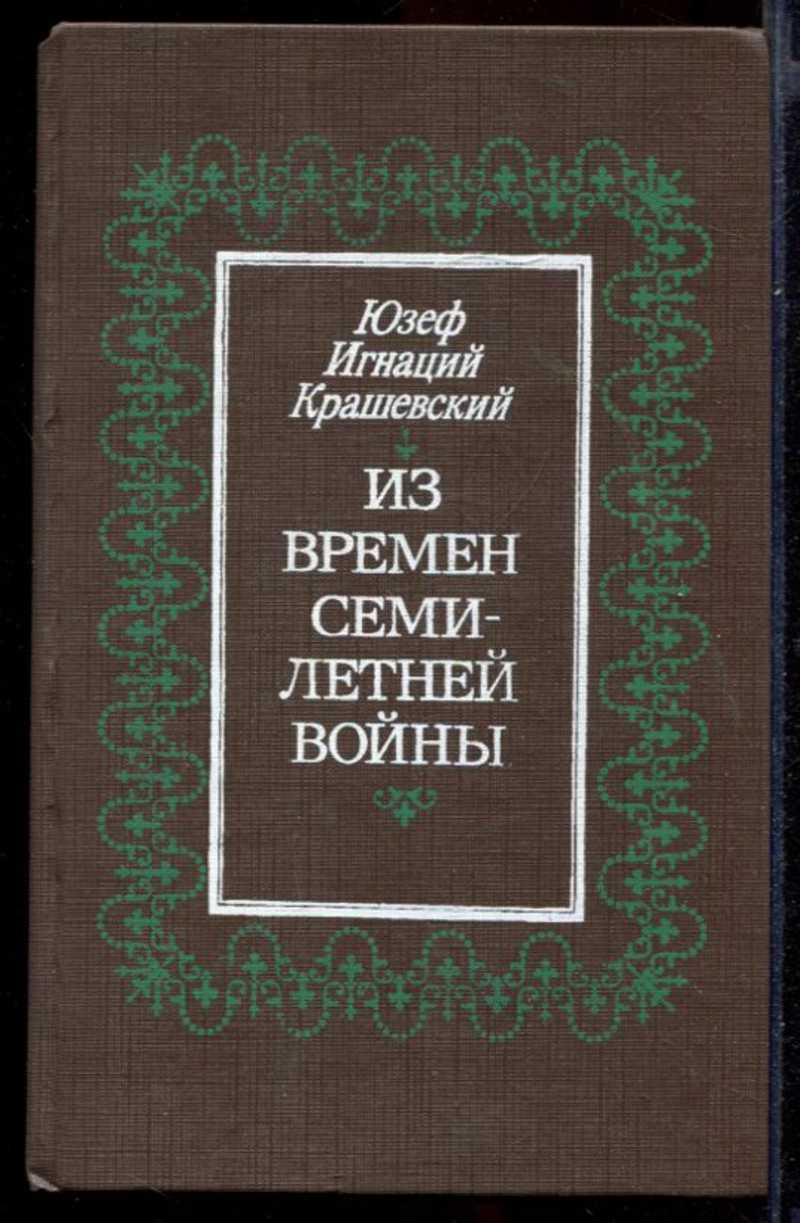 Юзеф
Игнаций
Крашевский
ИЗ
ВРЕМЕН
СЕМИ-
ЛЕТНЕЙ
ВОЙНЫ